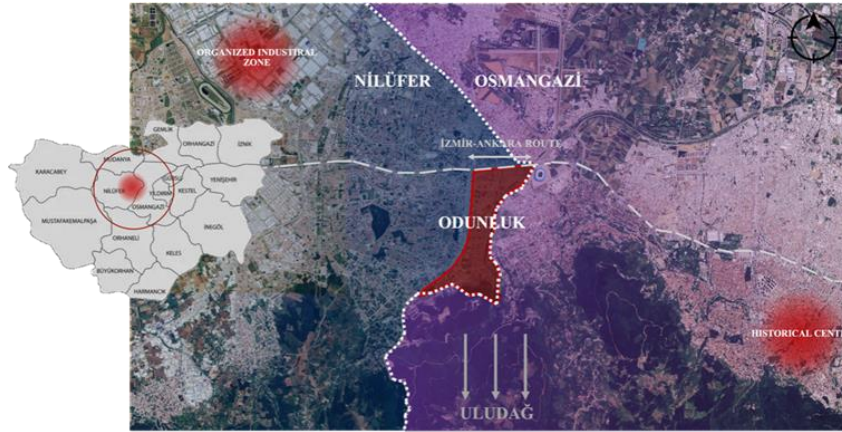 ORGANIZED INDUSTIRAL
ZONE
NİLÜFER
OSMANGAZİ
İZMİR-ANKARA ROUTE
ODUNLUK
HISTORICAL CENT
ULUDAĞ
GEMLİK
ORHANGAZİ
İZNİK
MUDANYA
KARACABEY
NİLÜFER
YILDIRIM
KESTEL
YENİŞEHİR
OSMANGAZİ
MUSTAFAKEMALPAŞA
İNEGÖL
ORHANELİ
KELES
BÜYÜKORHAN
HARMANCIK